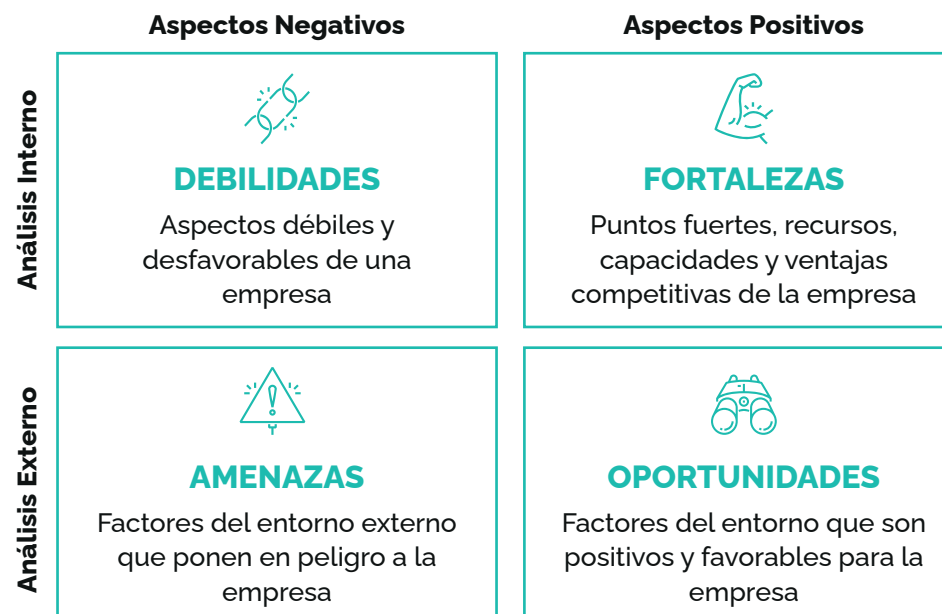 Aspectos Negativos
Aspectos Positivos
Análisis Interno
DEBILIDADES
Aspectos débiles y
desfavorables de una
empresa
FORTALEZAS
Puntos fuertes, recursos,
capacidades y ventajas
competitivas de la empresa
Análisis Externo
AMENAZAS
Factores del entorno externo
que ponen en peligro a la
empresa
OPORTUNIDADES
Factores del entorno que son
positivos y favorables para la
empresa